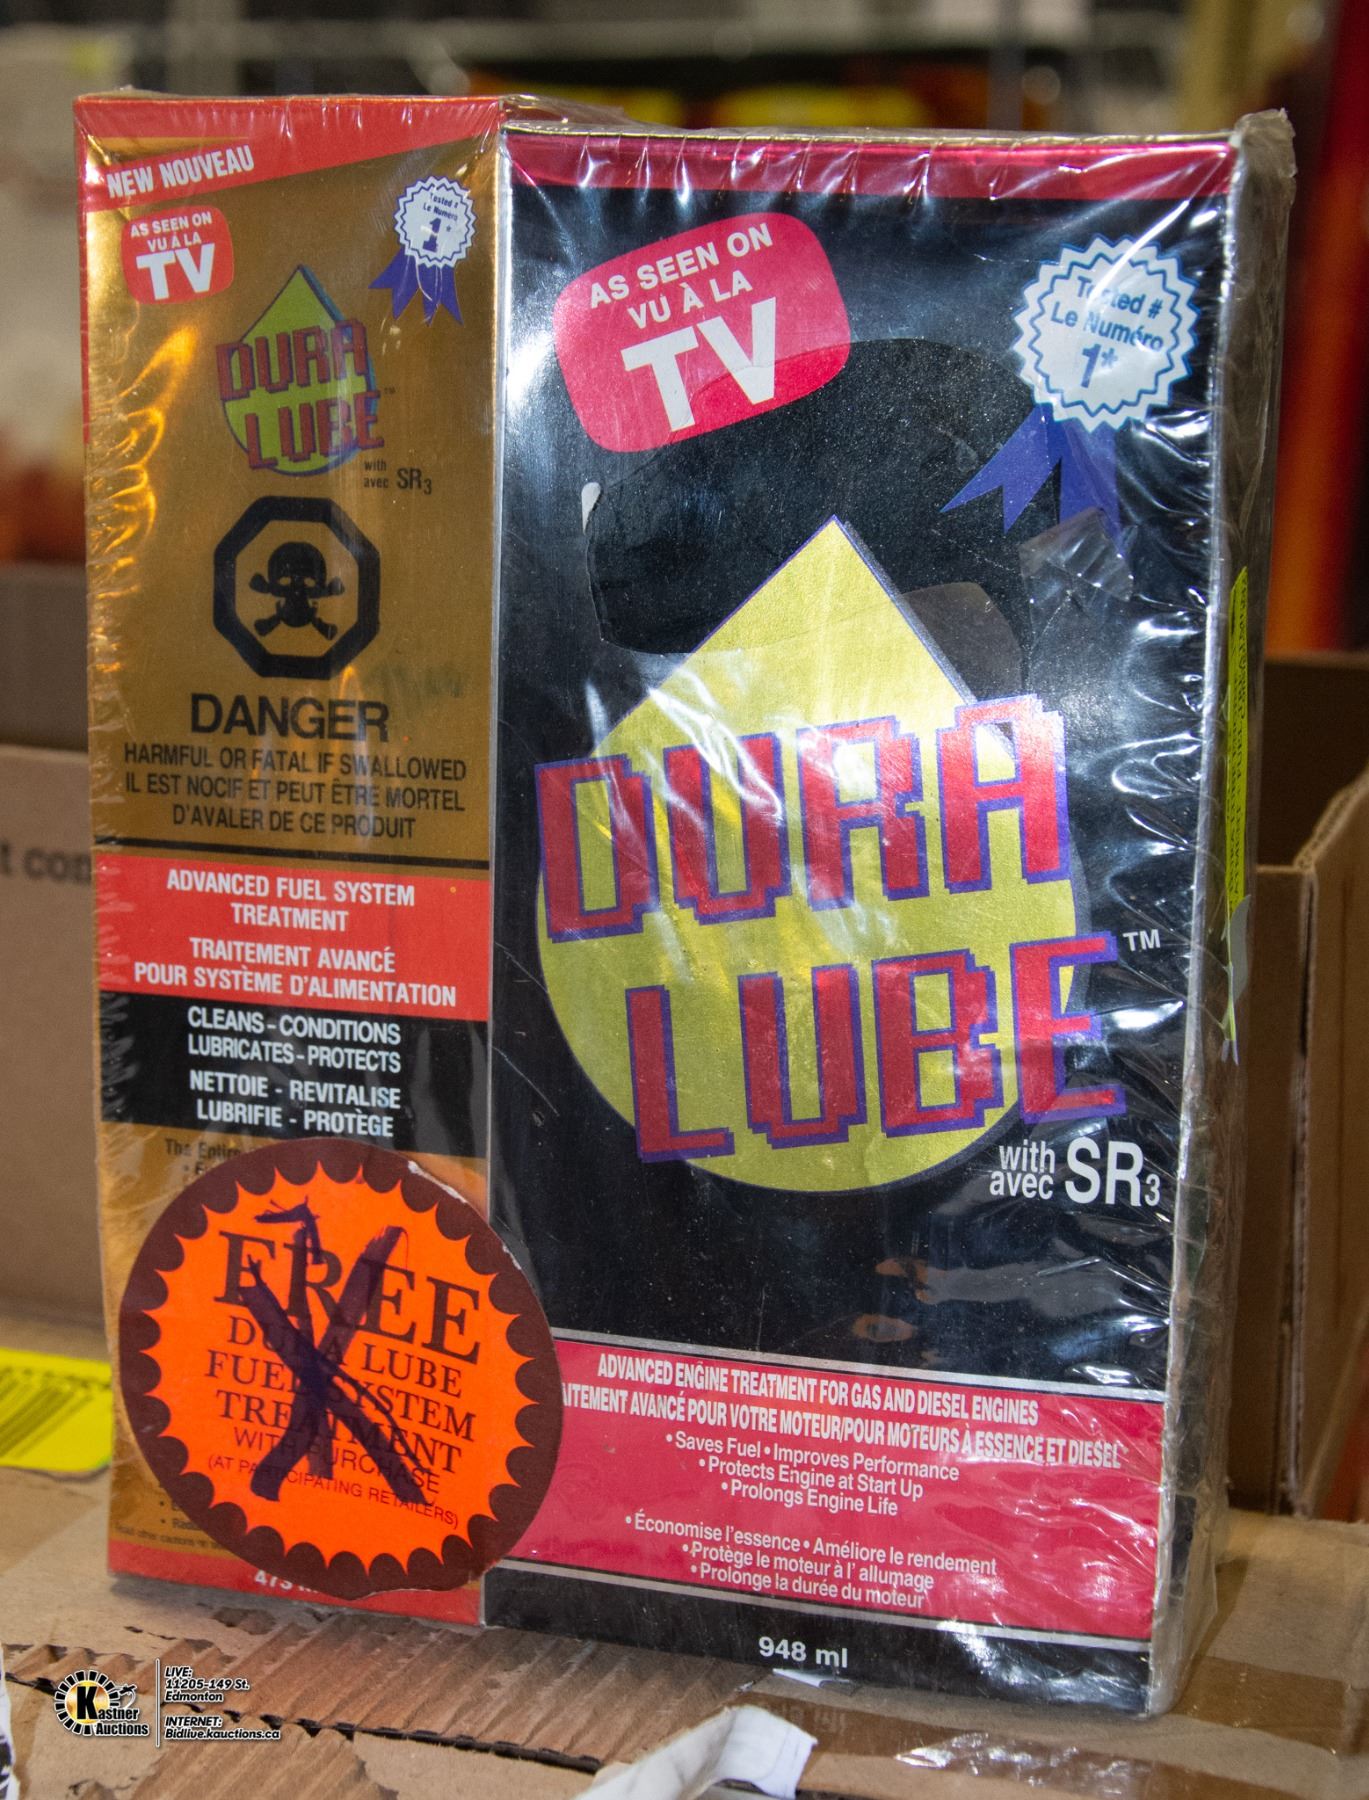 NEW NOUVEAU
AS SEEN ON
VU À LA
TV
Tested #
Le Numéro
1*
DURA
LUBE™
with
avec SR3
DANGER
HARMFUL OR FATAL IF SWALLOWED
IL EST NOCIF ET PEUT ÊTRE MORTEL
D'AVALER DE CE PRODUIT
ADVANCED FUEL SYSTEM
TREATMENT
TRAITEMENT AVANCÉ
POUR SYSTÈME D'ALIMENTATION
CLEANS - CONDITIONS
LUBRICATES - PROTECTS
NETTOIE - REVITALISE
LUBRIFIE - PROTÈGE
The
FREE
DURA LUBE
FUEL SYSTEM
TREATMENT
WITH PURCHASE
(AT PARTICIPATING RETAILERS)
AS SEEN ON
VU À LA
TV
Tested #
Le Numéro
1*
DURA
LUBE™
with
avec SR3
ADVANCED ENGINE TREATMENT FOR GAS AND DIESEL ENGINES
AITEMENT AVANCÉ POUR VOTRE MOTEUR/POUR MOTEURS À ESSENCE ET DIESEL
• Saves Fuel • Improves Performance
• Protects Engine at Start Up
• Prolongs Engine Life
• Économise l'essence • Améliore le rendement
• Protège le moteur à l' allumage
• Prolonge la durée du moteur
948 ml
Kastner
Auctions
LIVE:
11205-149 St.
Edmonton
INTERNET:
Bidlive.kauctions.ca